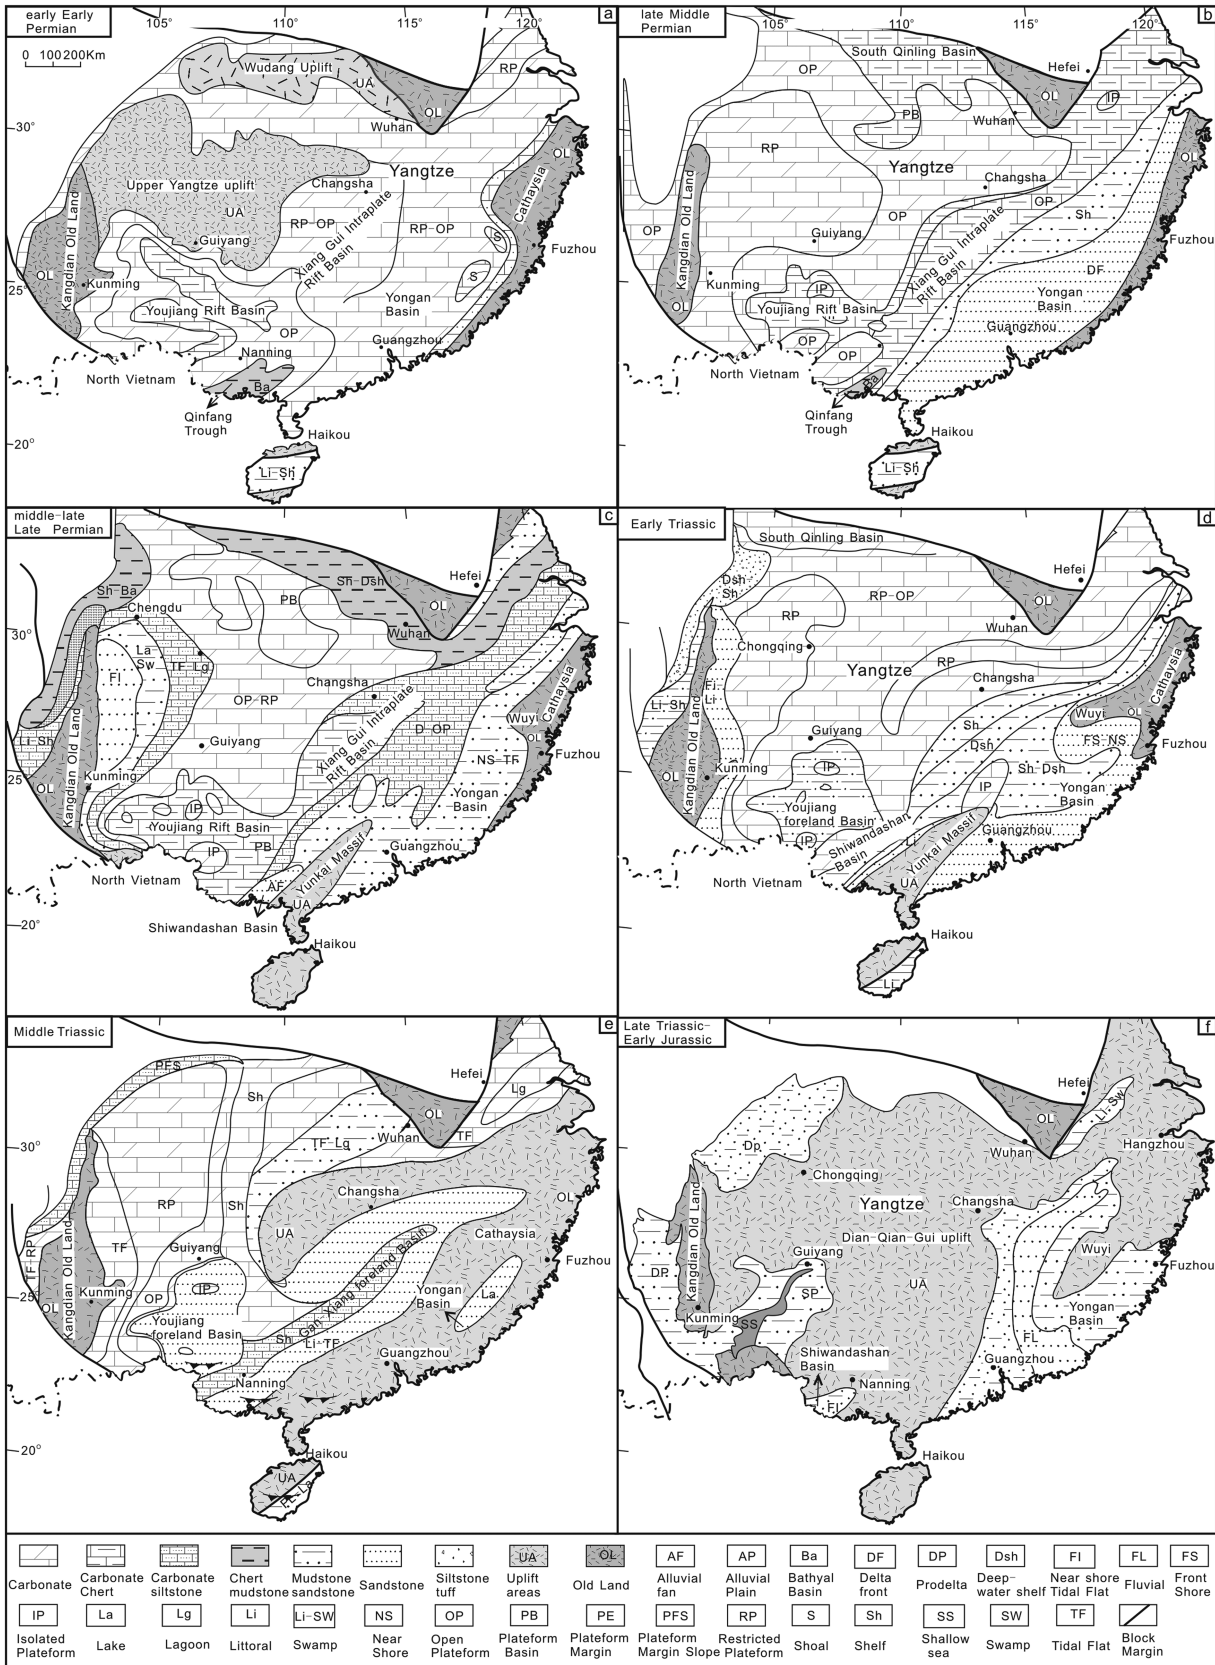 early Early
Permian
a
105°
110°
115°
120°
0 100 200Km
Wudang Uplift
UA
RP
OL
30°
Wuhan
OL
Yangtze
Upper Yangtze uplift
Changsha
Cathaysia
UA
RP-OP
RP-OP
Kangdian Old Land
Xiang Gui Intraplate
Rift Basin
Guiyang
S
Fuzhou
OL
S
25°
Kunming
Youjiang Rift Basin
Yongan
Basin
OP
Guangzhou
Nanning
North Vietnam
Ba
Qinfang
Trough
Haikou
20°
Li-Sh
late Middle
Permian
b
105°
110°
115°
120°
South Qinling Basin
OP
Hefei
OL
IP
PB
Wuhan
RP
Yangtze
OL
Changsha
Kangdian Old Land
OP
OP
Sh
OP
Xiang Gui Intraplate
Rift Basin
Guiyang
Fuzhou
DF
Kunming
IP
Yongan
Basin
OL
Youjiang Rift Basin
Guangzhou
OP
OP
North Vietnam
Ba
Qinfang
Trough
Haikou
Li-Sh
middle-late
Late Permian
c
Sh-Ba
Sh-Dsh
Hefei
PB
OL
Chengdu
30°
Wuhan
La-
Sw
TF-Lg
FI
Changsha
Cathaysia
OP-RP
Wuyi
D-OP
OL
Li-Sh
Kangdian Old Land
Xiang Gui Intraplate
Rift Basin
Guiyang
Fuzhou
NS-TF
25
Kunming
OL
Yongan
Basin
IP
Youjiang Rift Basin
IP
PB
Guangzhou
Yunkai Massif
North Vietnam
AF
UA
20°
Shiwandashan Basin
Haikou
Early Triassic
d
South Qinling Basin
Dsh
Sh
Hefei
RP-OP
OL
RP
Wuhan
Chongqing
Yangtze
RP
Changsha
Cathaysia
Fl
Li
Li-Sh
Wuyi
OL
Sh
Guiyang
Dsh
FS-NS
Fuzhou
Kangdian Old Land
OL
Kunming
IP
Sh-Dsh
IP
Yongan
Basin
Youjiang
foreland Basin
IP
Shiwandashan
Basin
Li
Yunkai Massif
Guangzhou
North Vietnam
UA
Haikou
Li
Middle Triassic
e
PFS
Hefei
Sh
Lg
OL
30°
TF-Lg
Wuhan
TF
Changsha
OL
RP
Sh
UA
Cathaysia
TF-RP
TF
Guiyang
Fuzhou
Kangdian Old Land
Kunming
25
OL
OP
IP
Gan-Xiang foreland Basin
Yongan
Basin
La
Youjiang
foreland Basin
Sh
Li-TF
Guangzhou
Nanning
20°
Haikou
UA
FL-La
Late Triassic-
Early Jurassic
f
Hefei
OL
Li-Sw
Dp
Wuhan
Hangzhou
Chongqing
Yangtze
Changsha
Dian-Qian Gui uplift
Wuyi
Guiyang
Fuzhou
DP
Kangdian Old Land
UA
SP
Kunming
SS
Yongan
Basin
FL
Shiwandashan
Basin
Guangzhou
Nanning
FI
Haikou
UA
OL
AF
AP
Ba
DF
DP
Dsh
FI
FL
FS
Carbonate
Carbonate
Chert
Carbonate
siltstone
Chert
mudstone
Mudstone
sandstone
Sandstone
Siltstone
tuff
Uplift
areas
Old Land
Alluvial
fan
Alluvial
Plain
Bathyal
Basin
Delta
front
Prodelta
Deep-
water shelf
Near shore
Tidal Flat
Fluvial
Front
Shore
IP
La
Lg
Li
Li-SW
NS
OP
PB
PE
PFS
RP
S
Sh
SS
SW
TF
Isolated
Plateform
Lake
Lagoon
Littoral
Swamp
Near
Shore
Open
Plateform
Plateform
Basin
Plateform
Margin
Plateform
Margin Slope
Restricted
Plateform
Shoal
Shelf
Shallow
sea
Swamp
Tidal Flat
Block
Margin